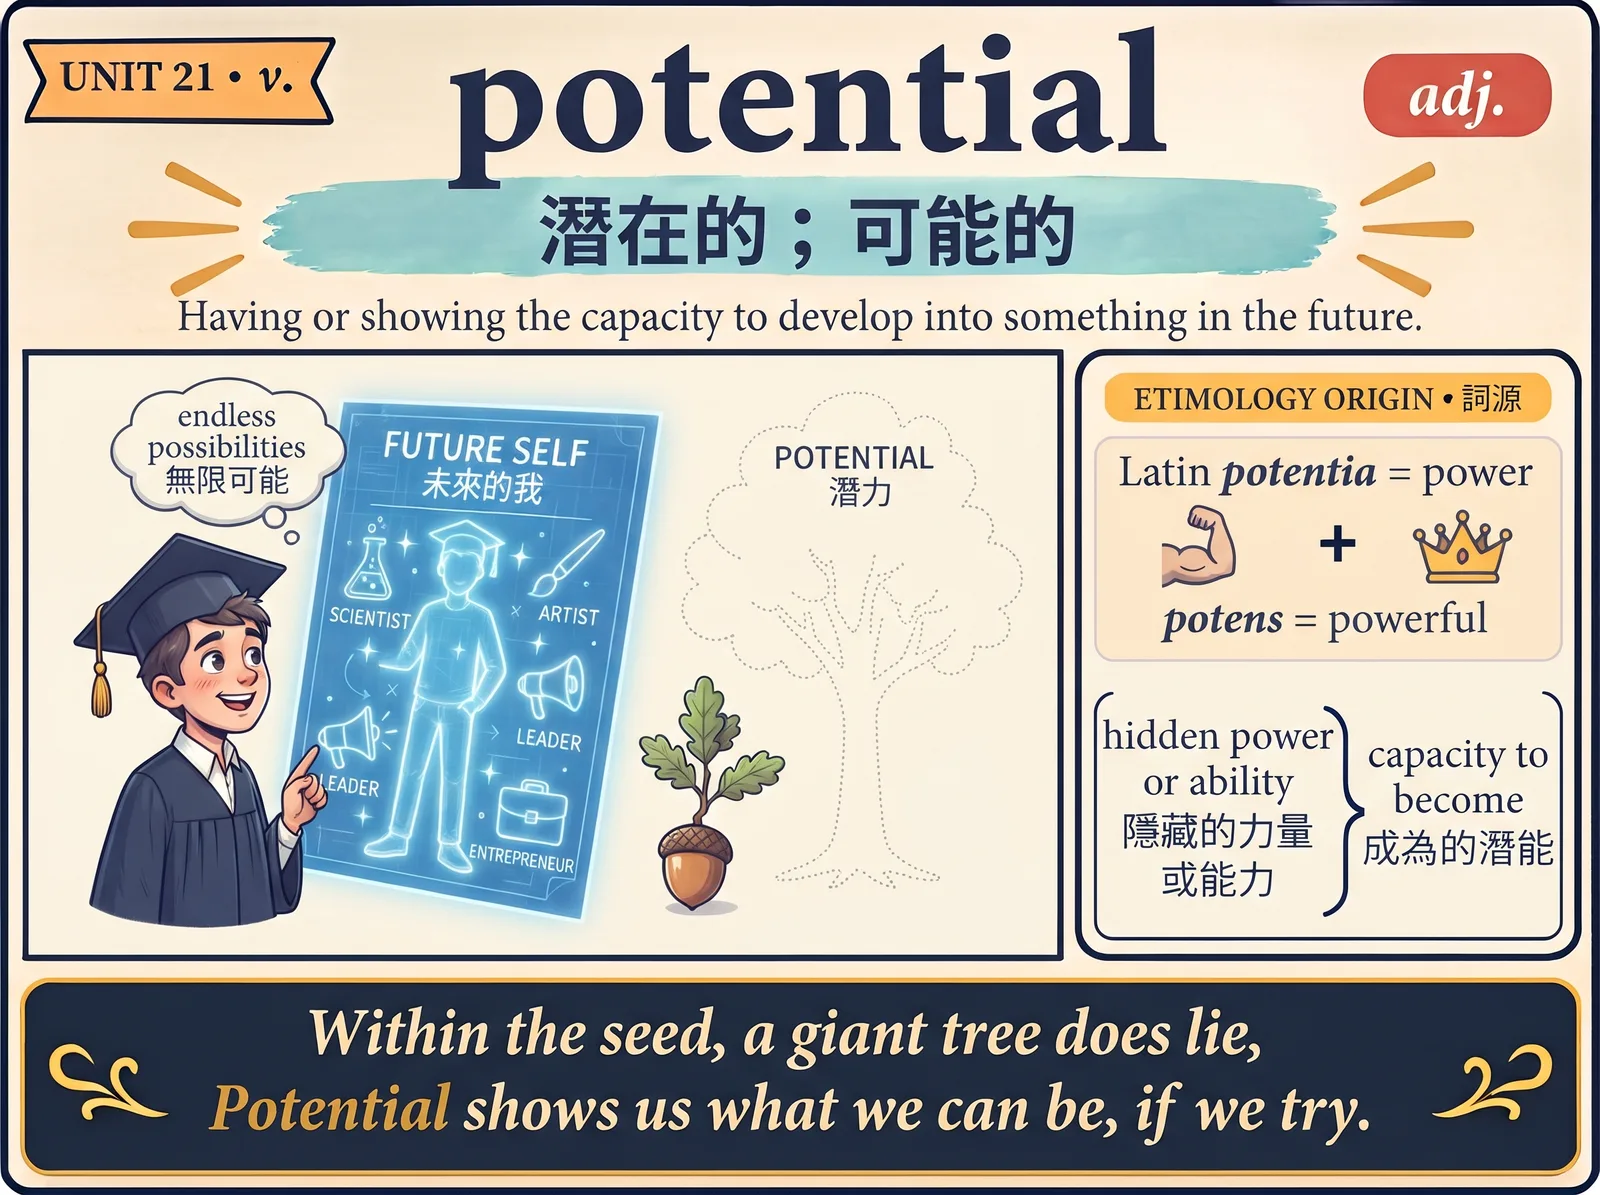 UNIT 21 • v.
potential
adj.
潛在的；可能的
Having or showing the capacity to develop into something in the future.
endless
possibilities
無限可能
FUTURE SELF
未來的我
SCIENTIST
ARTIST
LEADER
LEADER
ENTREPRENEUR
POTENTIAL
潛力
ETIMOLOGY ORIGIN • 詞源
Latin potentia = power
+
potens = powerful
hidden power
or ability
隱藏的力量
或能力
capacity to
become
成為的潛能
Within the seed, a giant tree does lie,
Potential shows us what we can be, if we try.